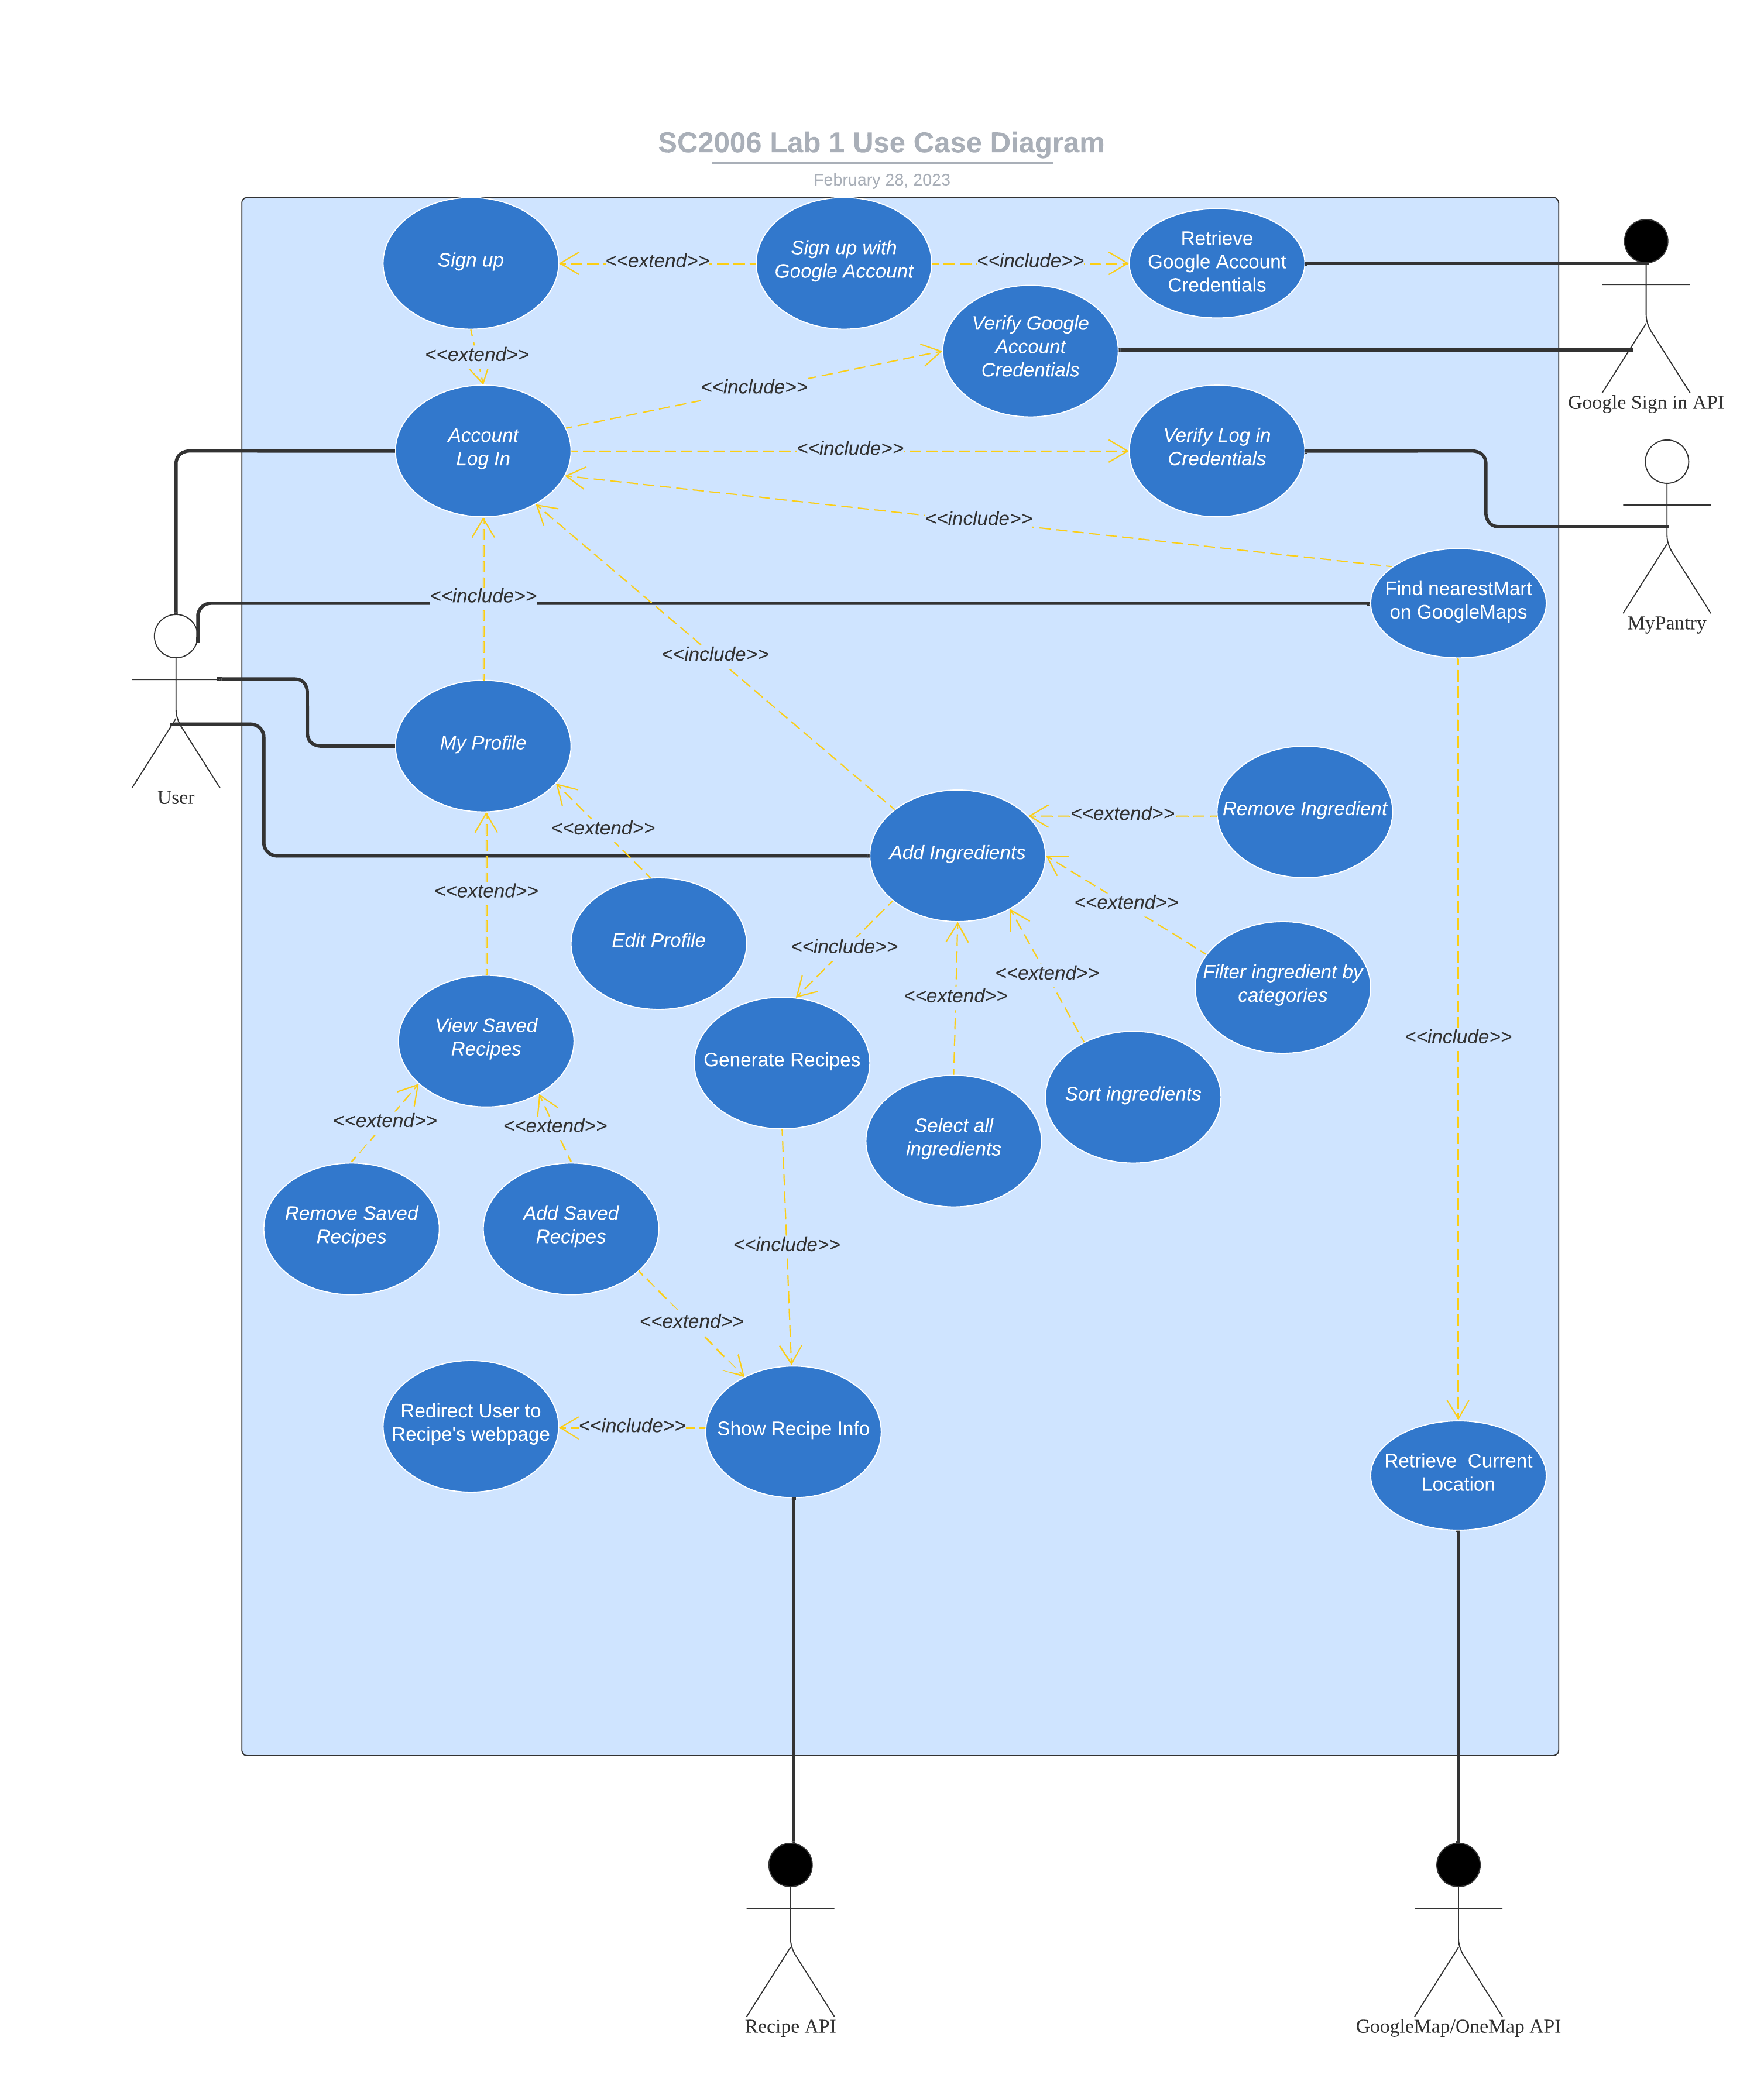 SC2006 Lab 1 Use Case Diagram
February 28, 2023
Sign up
<<extend>>
Sign up with
Google Account
<<include>>
Retrieve
Google Account
Credentials
Verify Google
Account
Credentials
<<extend>>
<<include>>
Google Sign in API
Account
Log In
<<include>>
Verify Log in
Credentials
<<include>>
MyPantry
<<include>>
Find nearestMart
on GoogleMaps
<<include>>
User
My Profile
<<extend>>
Add Ingredients
<<extend>>
Remove Ingredient
<<extend>>
<<extend>>
Edit Profile
<<include>>
<<extend>>
<<extend>>
Filter ingredient by
categories
View Saved
Recipes
Generate Recipes
<<include>>
Sort ingredients
<<extend>>
<<extend>>
Select all
ingredients
Remove Saved
Recipes
Add Saved
Recipes
<<include>>
<<extend>>
Redirect User to
Recipe's webpage
<<include>>
Show Recipe Info
Retrieve  Current
Location
Recipe API
GoogleMap/OneMap API